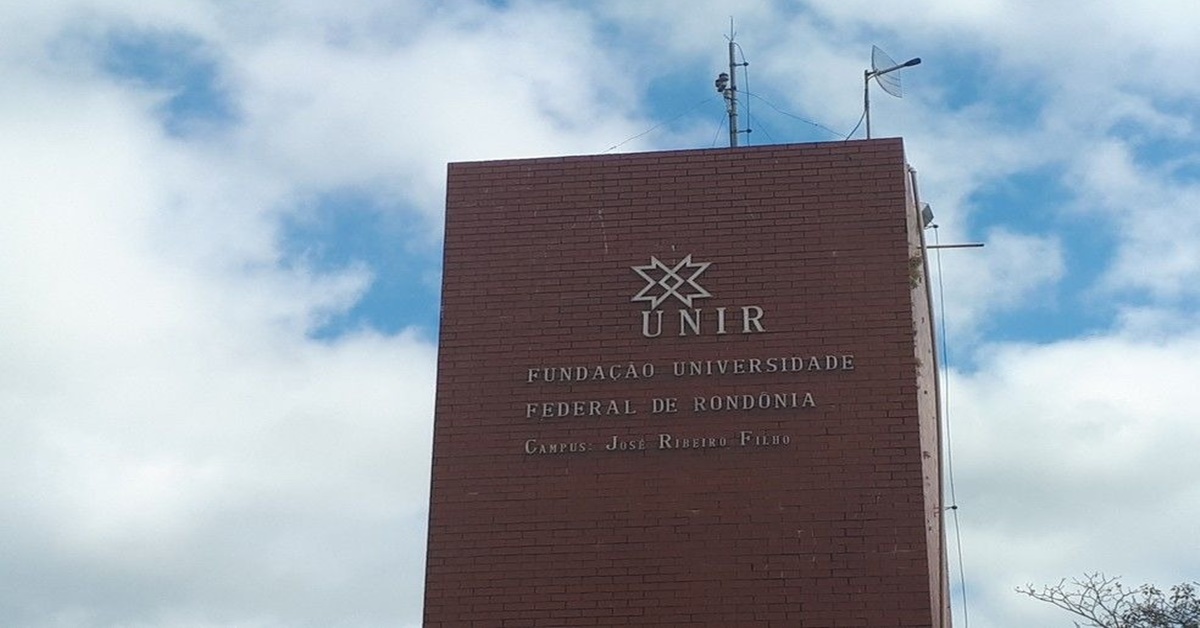 UNIR
FUNDAÇÃO UNIVERSIDADE
FEDERAL DE RONDÔNIA
CAMPUS: JOSÉ RIBEIRO FILHO